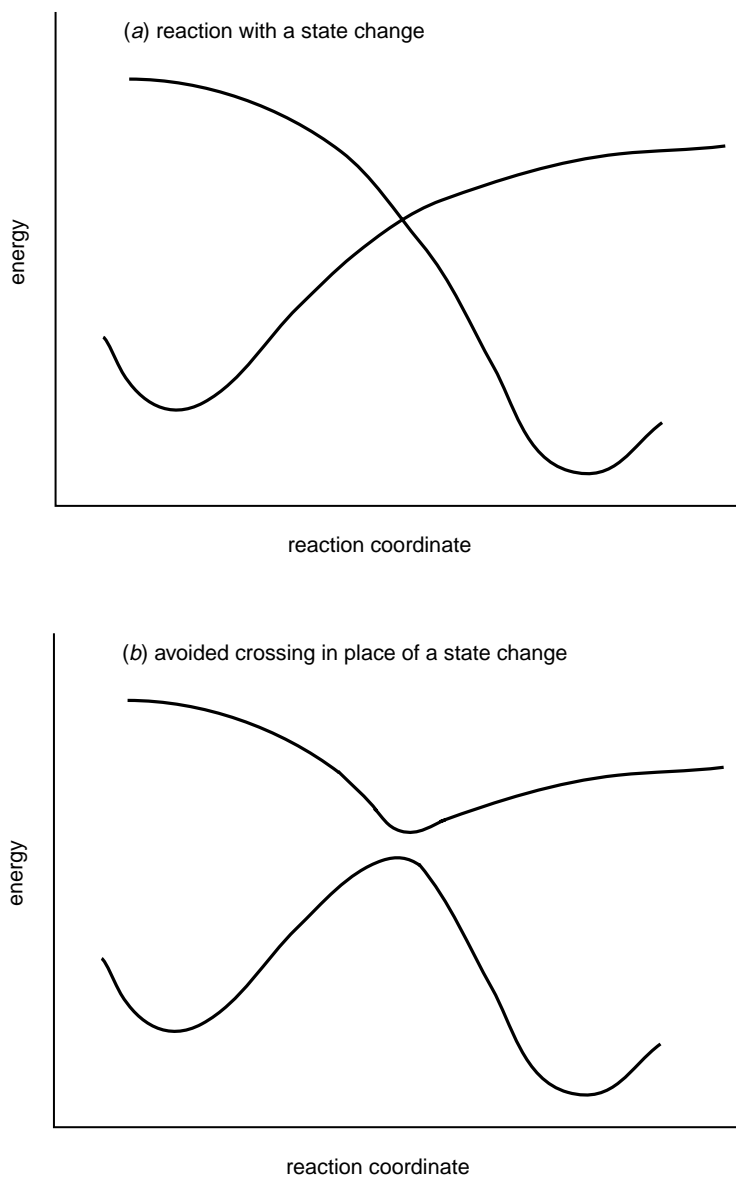 (a) reaction with a state change
energy
reaction coordinate
(b) avoided crossing in place of a state change
energy
reaction coordinate